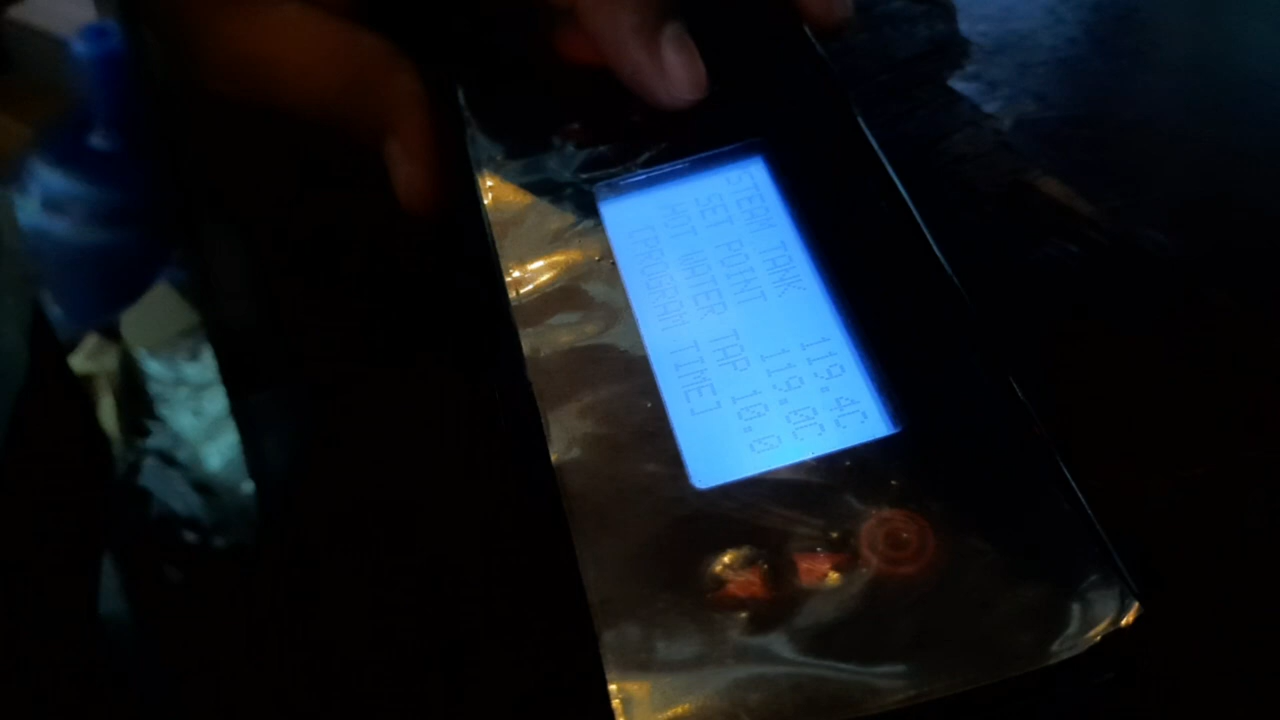 STEAM TANK 119.4C
SET POINT 119.0C
HOT WATER TAP 10.0
[PROGRAM TIME]